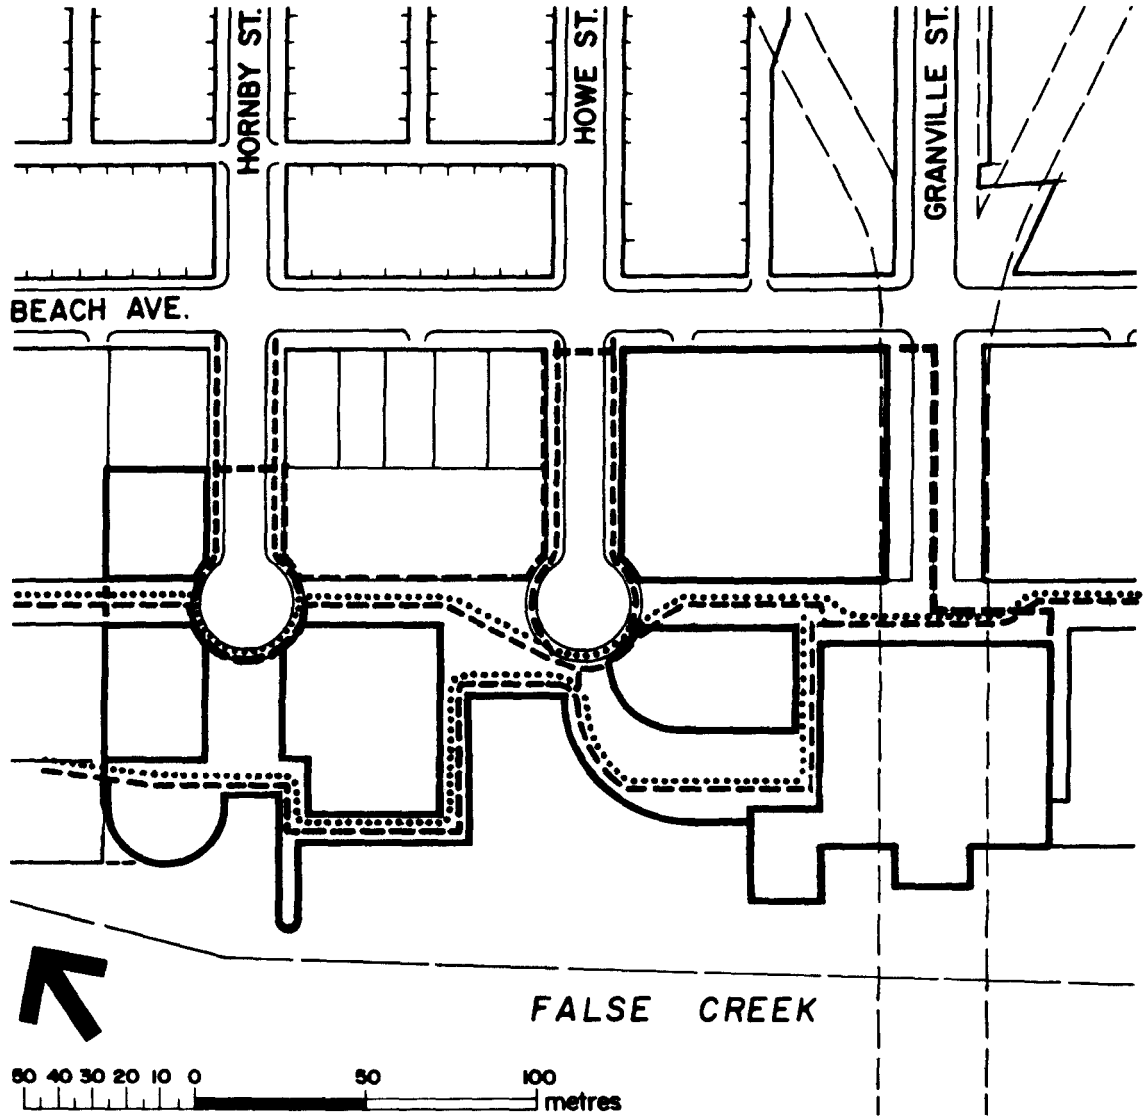 HORNBY ST.
HOWE ST.
GRANVILLE ST.
BEACH AVE.
FALSE CREEK
50 40 30 20 10 0 50 100
metres